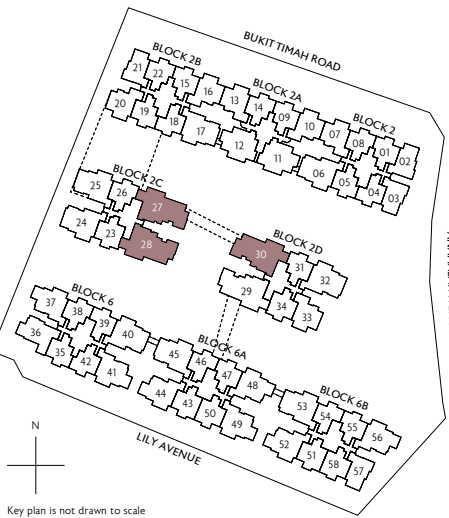 BUKIT TIMAH ROAD
BLOCK 2B
21 22 15 16 13 14 09 10 07 08 01 02
BLOCK 2A
BLOCK 2
20 19 18 17 12 11 06 05 04 03
BLOCK 2C
25 26 27
24 23 28
BLOCK 2D
30 31 32
29 34 33
BLOCK 6
37 38 39 40
36 35 42 41
BLOCK 6A
45 46 47 48
44 43 50 49
BLOCK 6B
53 54 55 56
52 51 58 57
LILY AVENUE
N
Key plan is not drawn to scale